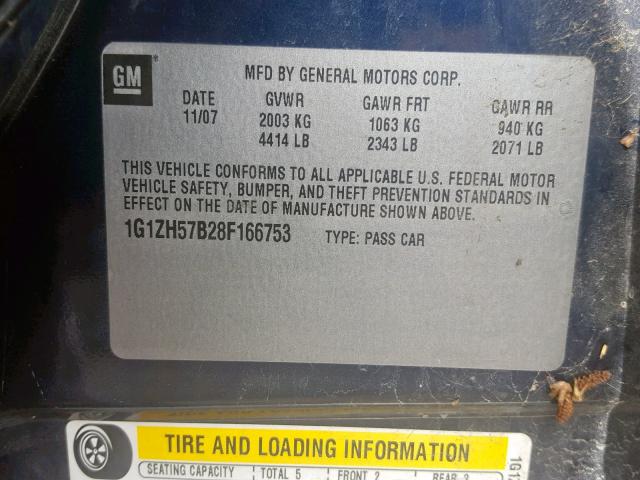 GM
MFD BY GENERAL MOTORS CORP.
DATE GVWR GAWR FRT GAWR RR
11/07 2003 KG 1063 KG 940 KG
4414 LB 2343 LB 2071 LB
THIS VEHICLE CONFORMS TO ALL APPLICABLE U.S. FEDERAL MOTOR
VEHICLE SAFETY, BUMPER, AND THEFT PREVENTION STANDARDS IN
EFFECT ON THE DATE OF MANUFACTURE SHOWN ABOVE.
1G1ZH57B28F166753 TYPE: PASS CAR
TIRE AND LOADING INFORMATION
SEATING CAPACITY TOTAL 5 FRONT 2 REAR 3